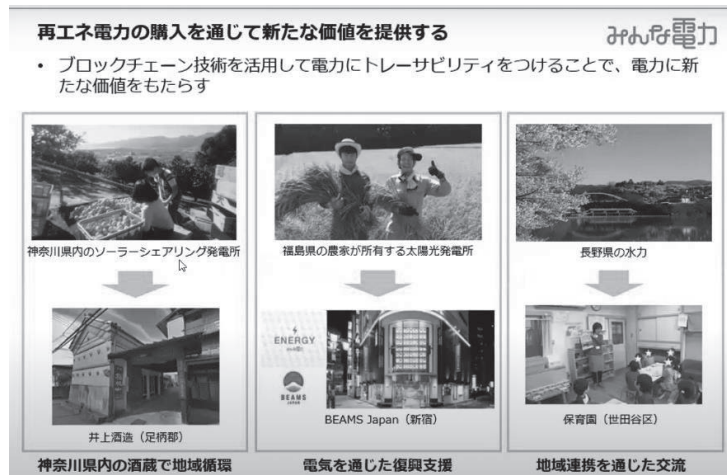 再エネ電力の購入を通じて新たな価値を提供する
みんな電力
• ブロックチェーン技術を活用して電力にトレーサビリティをつけることで、電力に新
たな価値をもたらす
神奈川県内のソーラーシェアリング発電所
井上酒造（足柄郡）
神奈川県内の酒蔵で地域循環
福島県の農家が所有する太陽光発電所
ENERGY
BEAMS
JAPAN
BEAMS Japan（新宿）
電気を通じた復興支援
長野県の水力
保育園（世田谷区）
地域連携を通じた交流